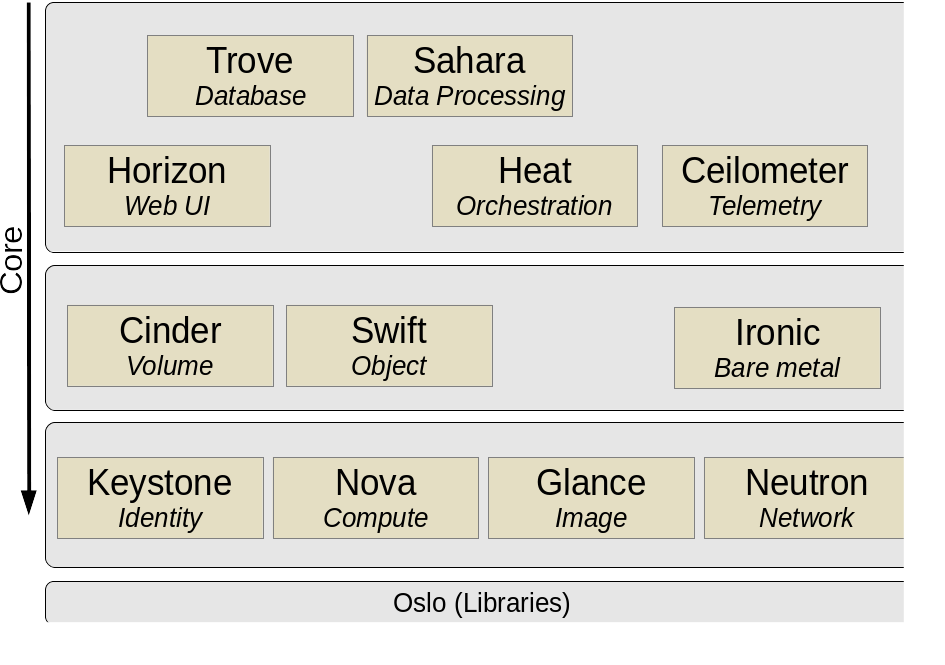 Core
Trove
Database
Sahara
Data Processing
Horizon
Web UI
Heat
Orchestration
Ceilometer
Telemetry
Cinder
Volume
Swift
Object
Ironic
Bare metal
Keystone
Identity
Nova
Compute
Glance
Image
Neutron
Network
Oslo (Libraries)